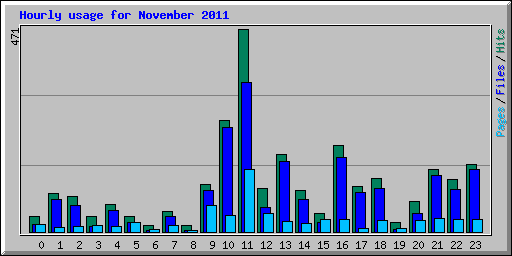 Hourly usage for November 2011
471
Pages / Files / Hits
0 1 2 3 4 5 6 7 8 9 10 11 12 13 14 15 16 17 18 19 20 21 22 23